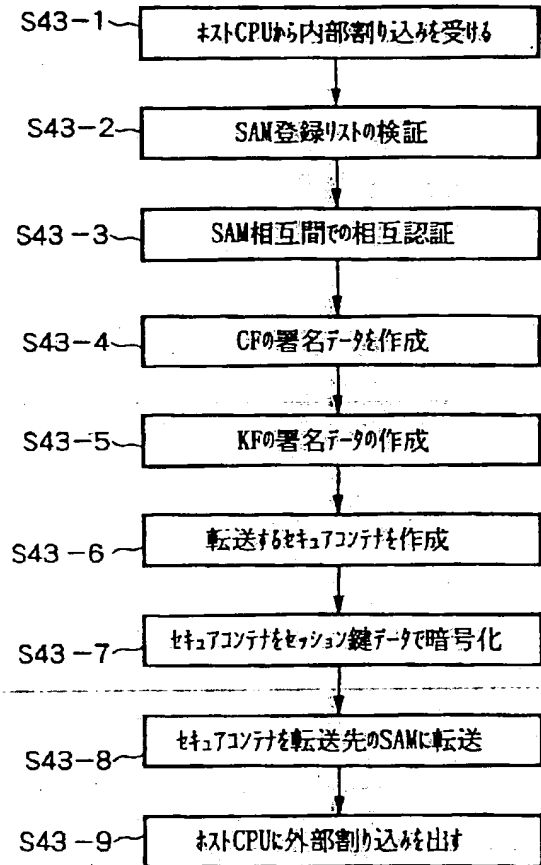 S43-1 ホストCPUから内部割り込みを受ける
S43-2 SAM登録リストの検証
S43-3 SAM相互間での相互認証
S43-4 CFの署名データを作成
S43-5 KFの署名データの作成
S43-6 転送するセキュアコンテナを作成
S43-7 セキュアコンテナをセッション鍵データで暗号化
S43-8 セキュアコンテナを転送先のSAMに転送
S43-9 ホストCPUに外部割り込みを出す